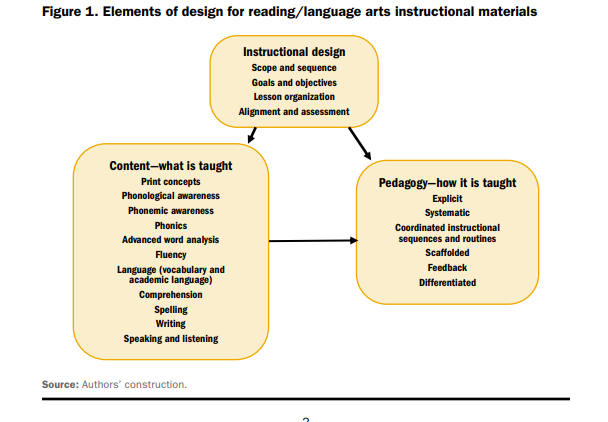 Figure 1. Elements of design for reading/language arts instructional materials
Instructional design
Scope and sequence
Goals and objectives
Lesson organization
Alignment and assessment
Content—what is taught
Print concepts
Phonological awareness
Phonemic awareness
Phonics
Advanced word analysis
Fluency
Language (vocabulary and
academic language)
Comprehension
Spelling
Writing
Speaking and listening
Pedagogy—how it is taught
Explicit
Systematic
Coordinated instructional
sequences and routines
Scaffolded
Feedback
Differentiated
Source: Authors' construction.